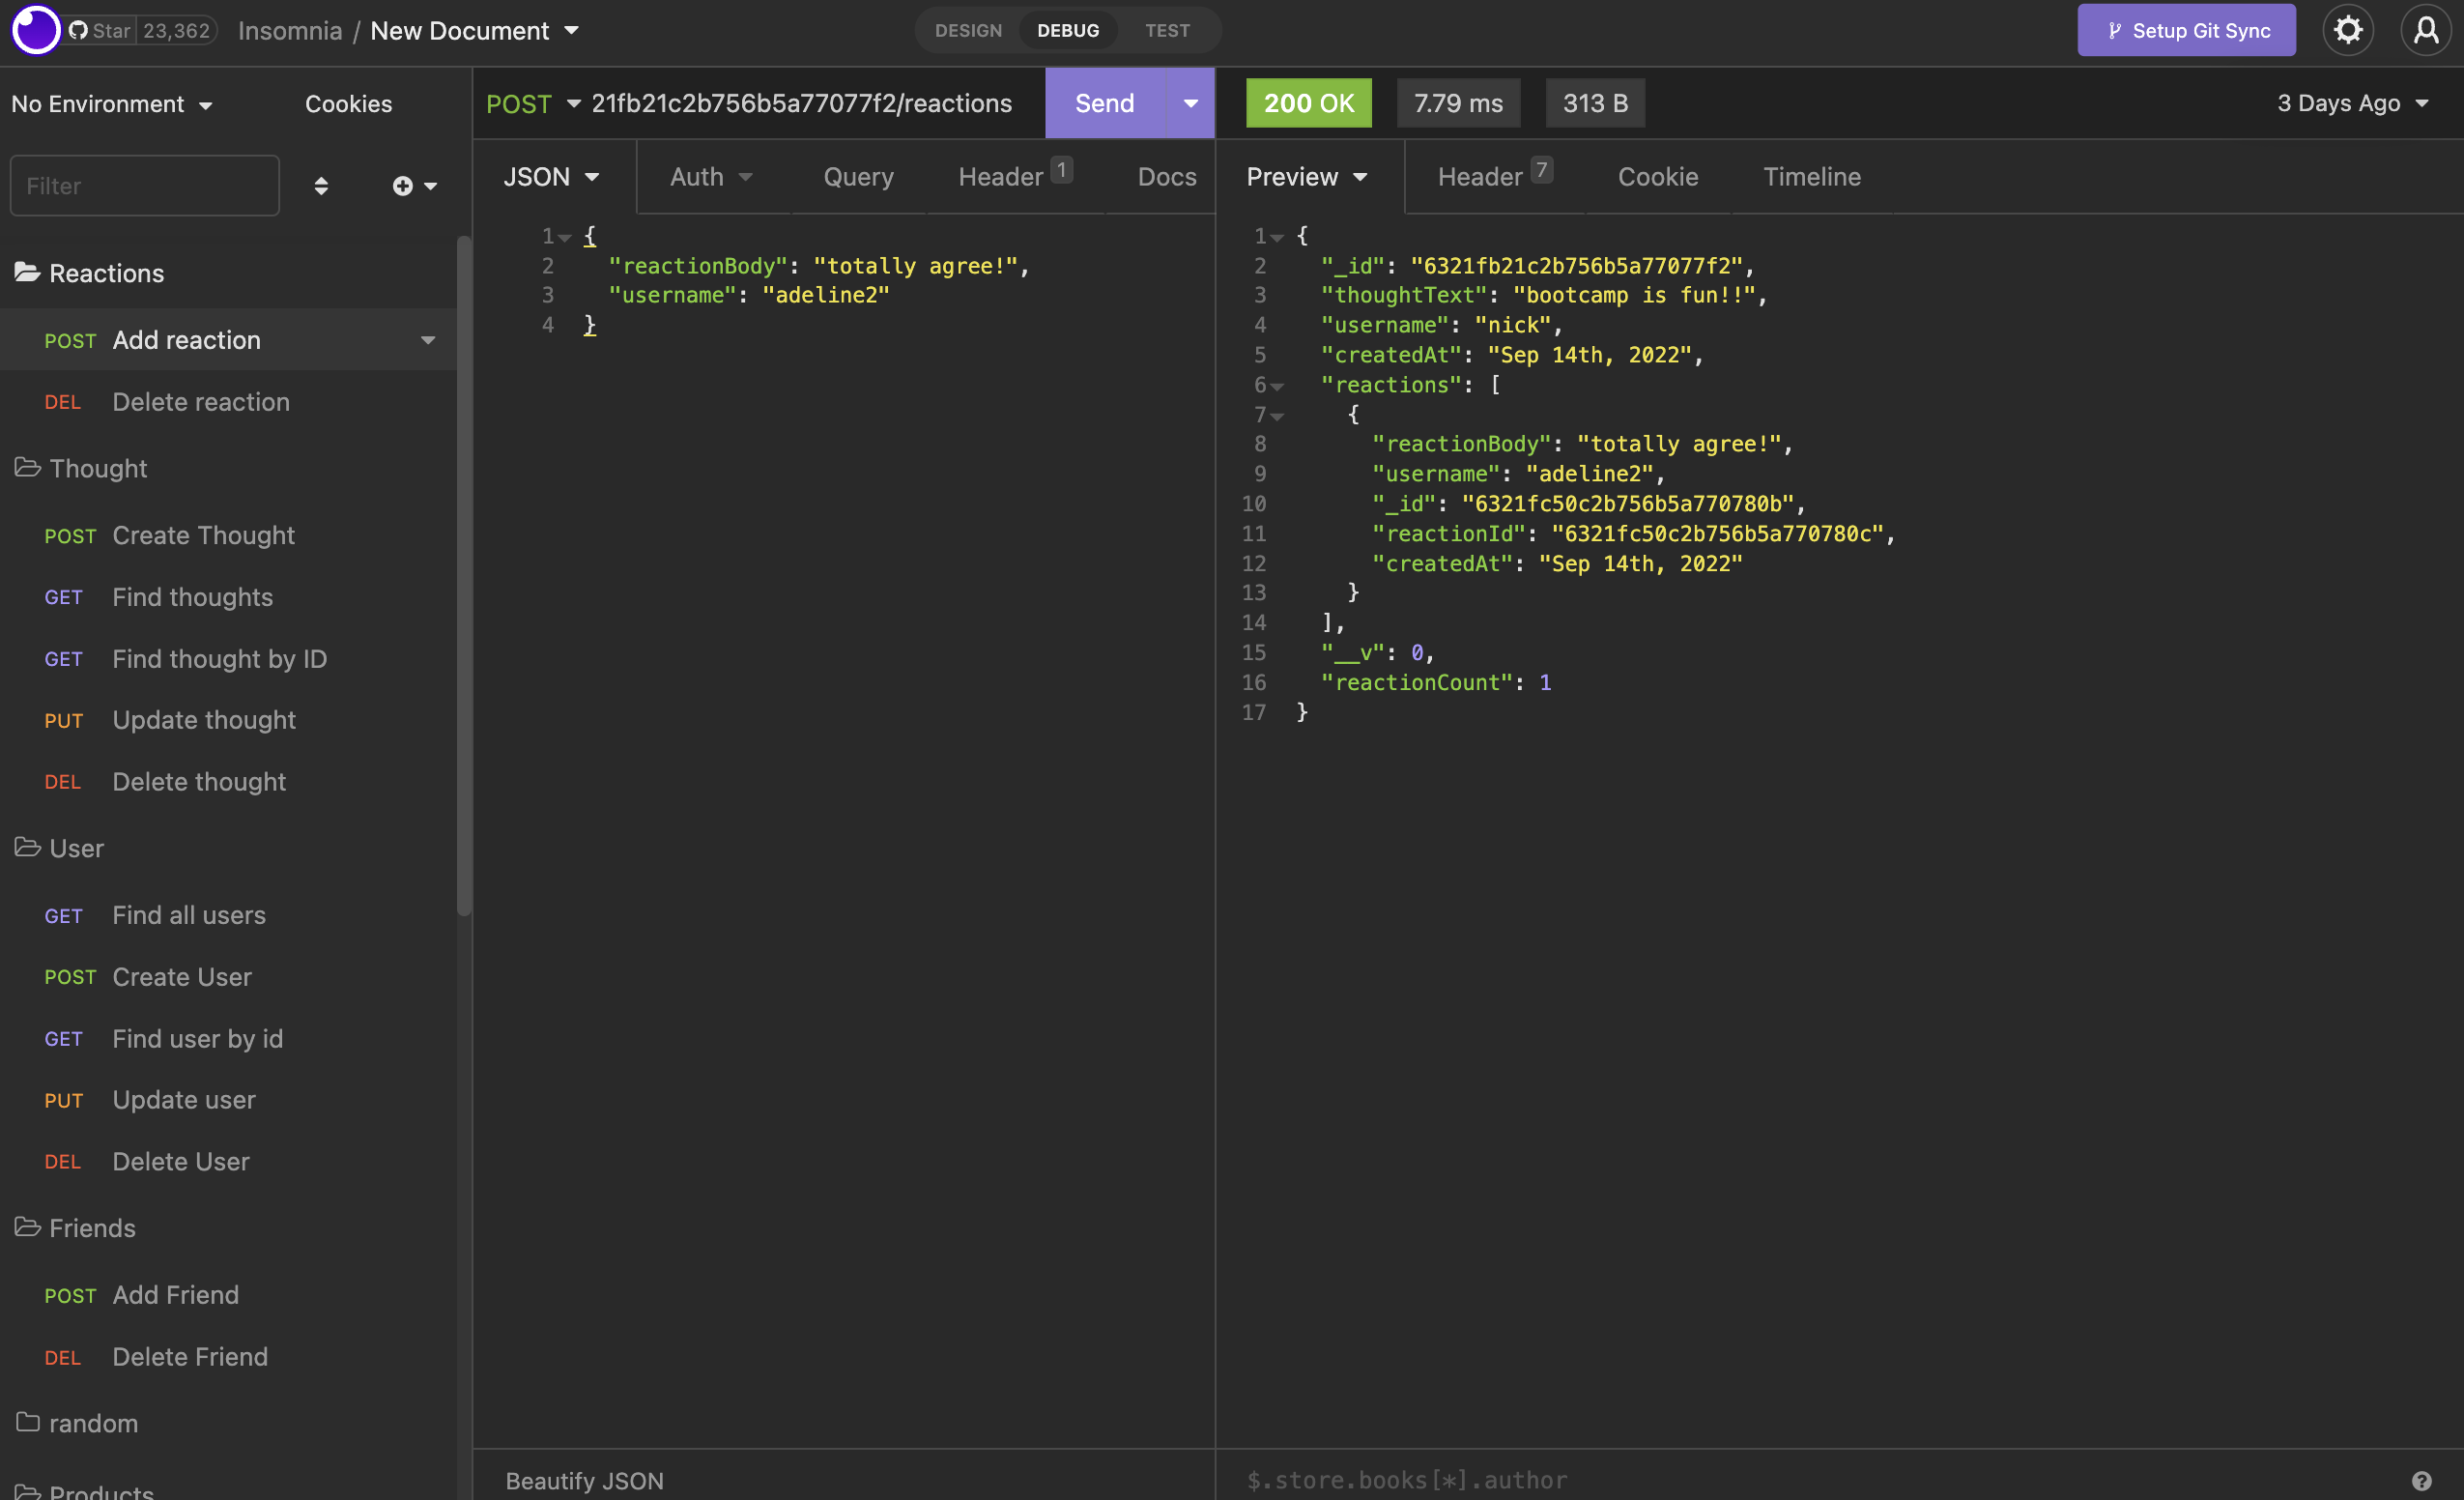 Star 23,362 Insomnia / New Document DESIGN DEBUG TEST Setup Git Sync
No Environment Cookies
Filter
Reactions
POST Add reaction
DEL Delete reaction
Thought
POST Create Thought
GET Find thoughts
GET Find thought by ID
PUT Update thought
DEL Delete thought
User
GET Find all users
POST Create User
GET Find user by id
PUT Update user
DEL Delete User
Friends
POST Add Friend
DEL Delete Friend
random
Products
POST 21fb21c2b756b5a77077f2/reactions Send
JSON Auth Query Header 1 Docs
1 {
2 "reactionBody": "totally agree!",
3 "username": "adeline2"
4 }
Beautify JSON
200 OK 7.79 ms 313 B 3 Days Ago
Preview Header 7 Cookie Timeline
1 {
2 "_id": "6321fb21c2b756b5a77077f2",
3 "thoughtText": "bootcamp is fun!!",
4 "username": "nick",
5 "createdAt": "Sep 14th, 2022",
6 "reactions": [
7 {
8 "reactionBody": "totally agree!",
9 "username": "adeline2",
10 "_id": "6321fc50c2b756b5a770780b",
11 "reactionId": "6321fc50c2b756b5a770780c",
12 "createdAt": "Sep 14th, 2022"
13 }
14 ],
15 "__v": 0,
16 "reactionCount": 1
17 }
$.store.books[*].author